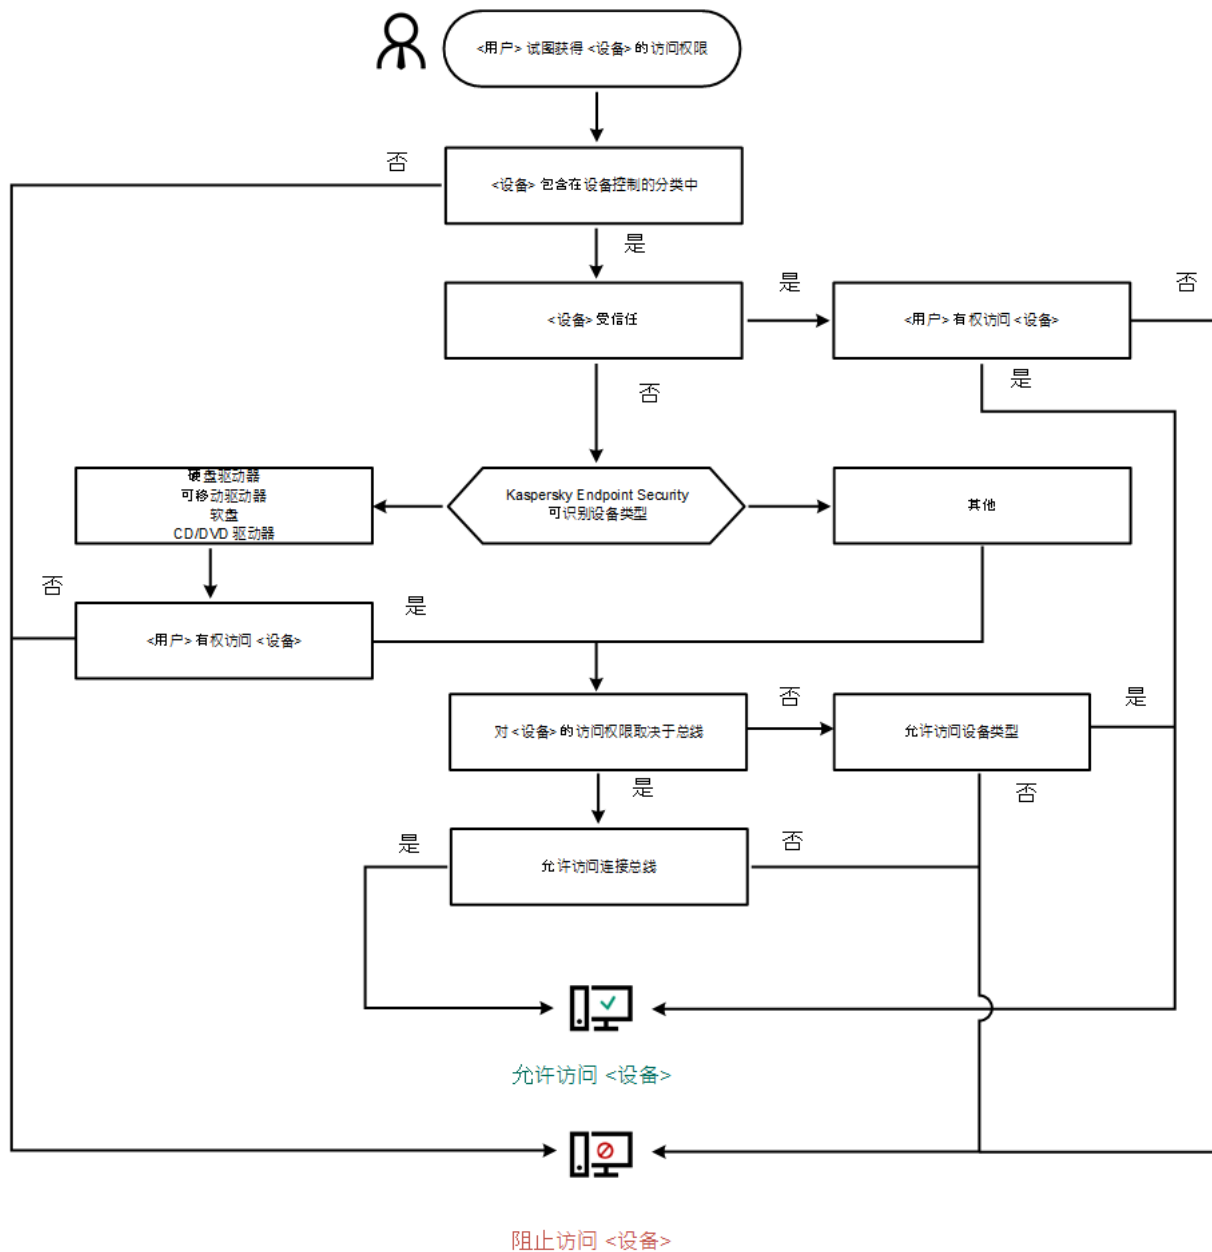 <用户> 试图获得 <设备> 的访问权限
否
<设备> 包含在设备控制的分类中
是
是
否
<设备> 受信任
<用户> 有权访问 <设备>
是
否
硬盘驱动器
可移动驱动器
软盘
CD/DVD 驱动器
Kaspersky Endpoint Security
可识别设备类型
其他
否
是
<用户> 有权访问 <设备>
否
是
对 <设备> 的访问权限取决于总线
允许访问设备类型
是
否
是
否
允许访问连接总线
允许访问 <设备>
阻止访问 <设备>